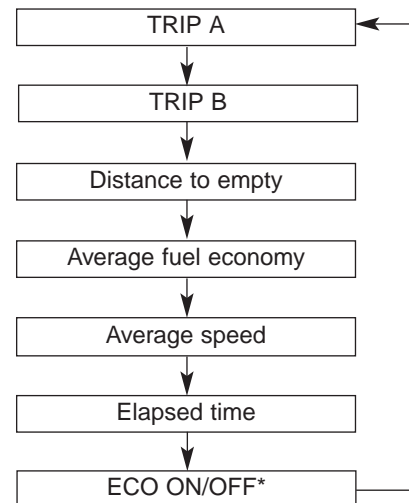 TRIP A
TRIP B
Distance to empty
Average fuel economy
Average speed
Elapsed time
ECO ON/OFF*